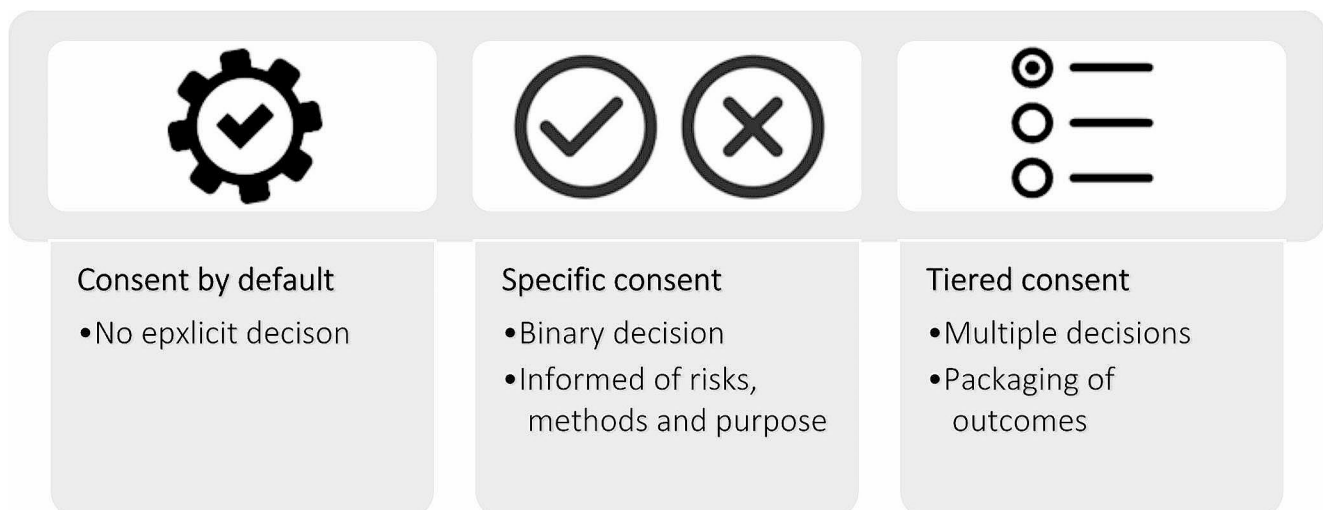 Consent by default
•No epxlicit decison
Specific consent
•Binary decision
•Informed of risks,
methods and purpose
Tiered consent
•Multiple decisions
•Packaging of
outcomes